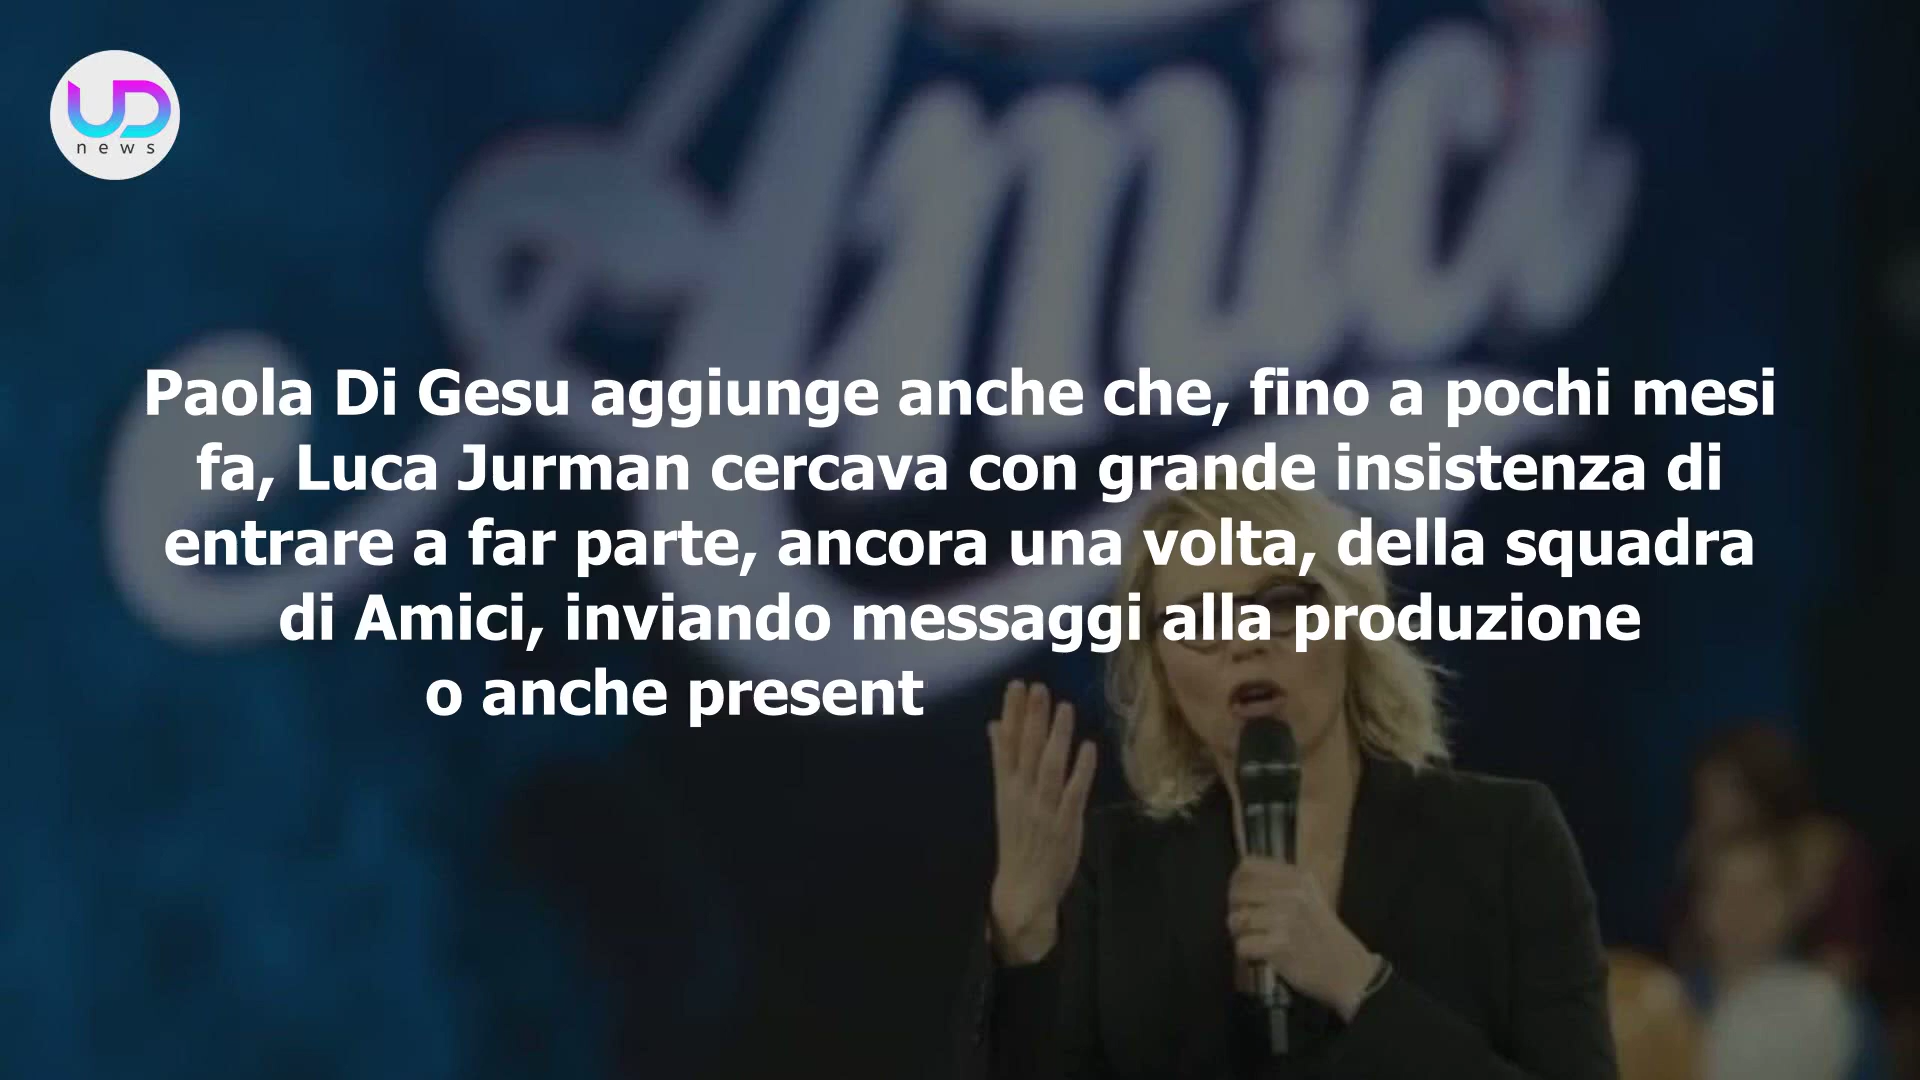 Amici
UD
news
Paola Di Gesu aggiunge anche che, fino a pochi mesi
fa, Luca Jurman cercava con grande insistenza di
entrare a far parte, ancora una volta, della squadra
di Amici, inviando messaggi alla produzione
o anche present